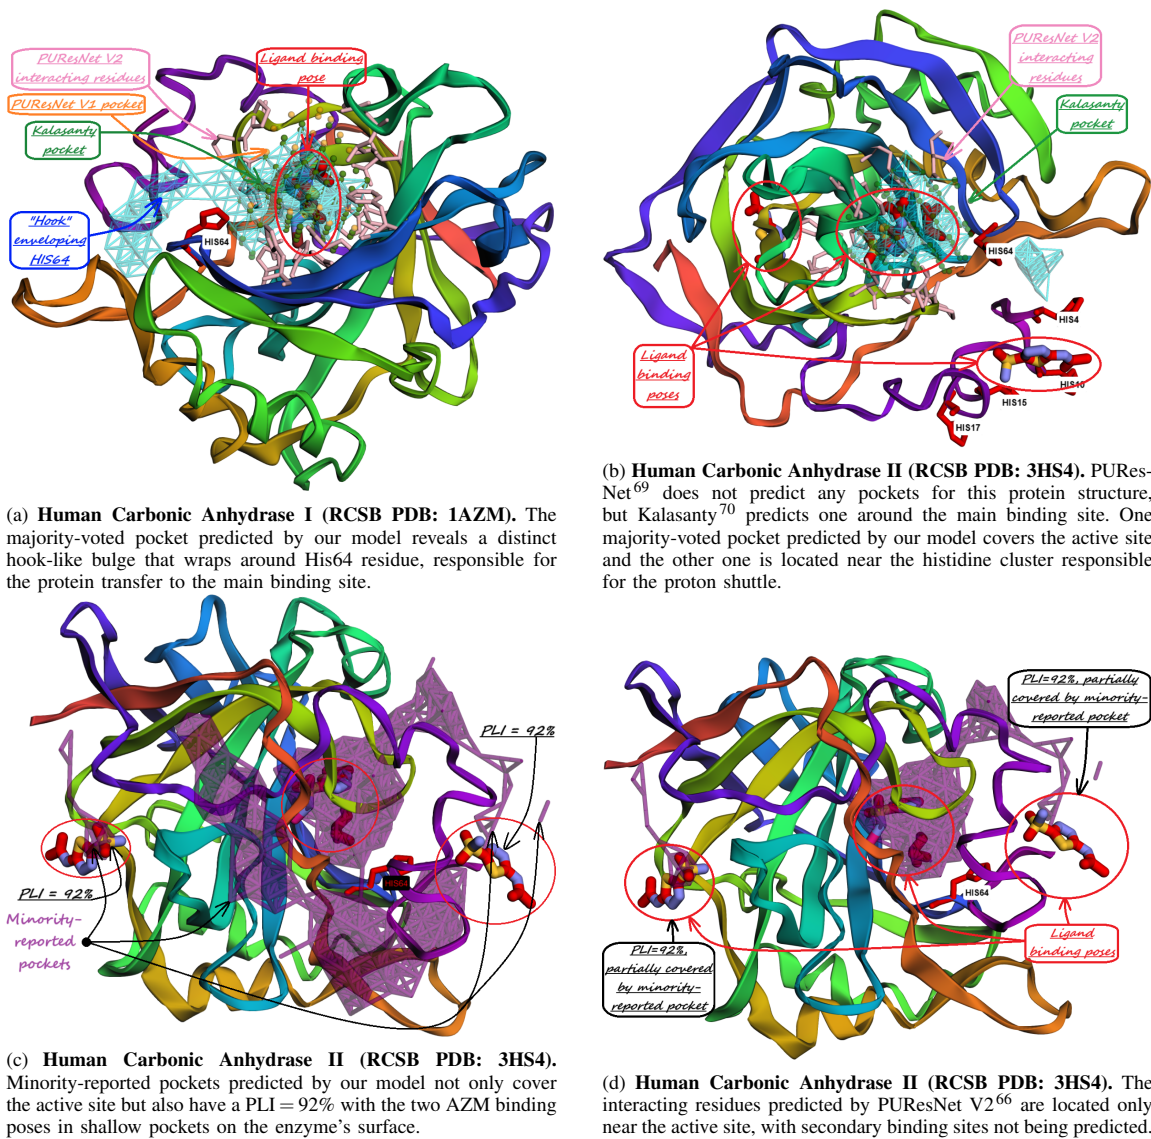 PUResNet V2
interacting residues
Ligand binding
pose
PUResNet V1 pocket
Kalasanty
pocket
"Hook"
enveloping
HIS64
HIS64
(a) Human Carbonic Anhydrase I (RCSB PDB: 1AZM). The
majority-voted pocket predicted by our model reveals a distinct
hook-like bulge that wraps around His64 residue, responsible for
the protein transfer to the main binding site.
PUResNet V2
interacting
residues
Kalasanty
pocket
HIS64
HIS4
Ligand
binding
poses
HIS10
HIS15
HIS17
(b) Human Carbonic Anhydrase II (RCSB PDB: 3HS4). PURes-
Net69 does not predict any pockets for this protein structure,
but Kalasanty70 predicts one around the main binding site. One
majority-voted pocket predicted by our model covers the active site
and the other one is located near the histidine cluster responsible
for the proton shuttle.
PLI = 92%
HIS64
PLI = 92%
Minority-
reported
pockets
(c) Human Carbonic Anhydrase II (RCSB PDB: 3HS4).
Minority-reported pockets predicted by our model not only cover
the active site but also have a PLI = 92% with the two AZM binding
poses in shallow pockets on the enzyme's surface.
PLI=92%, partially
covered by minority-
reported pocket
HIS64
Ligand
binding poses
PLI=92%,
partially covered
by minority-
reported pocket
(d) Human Carbonic Anhydrase II (RCSB PDB: 3HS4). The
interacting residues predicted by PUResNet V266 are located only
near the active site, with secondary binding sites not being predicted.